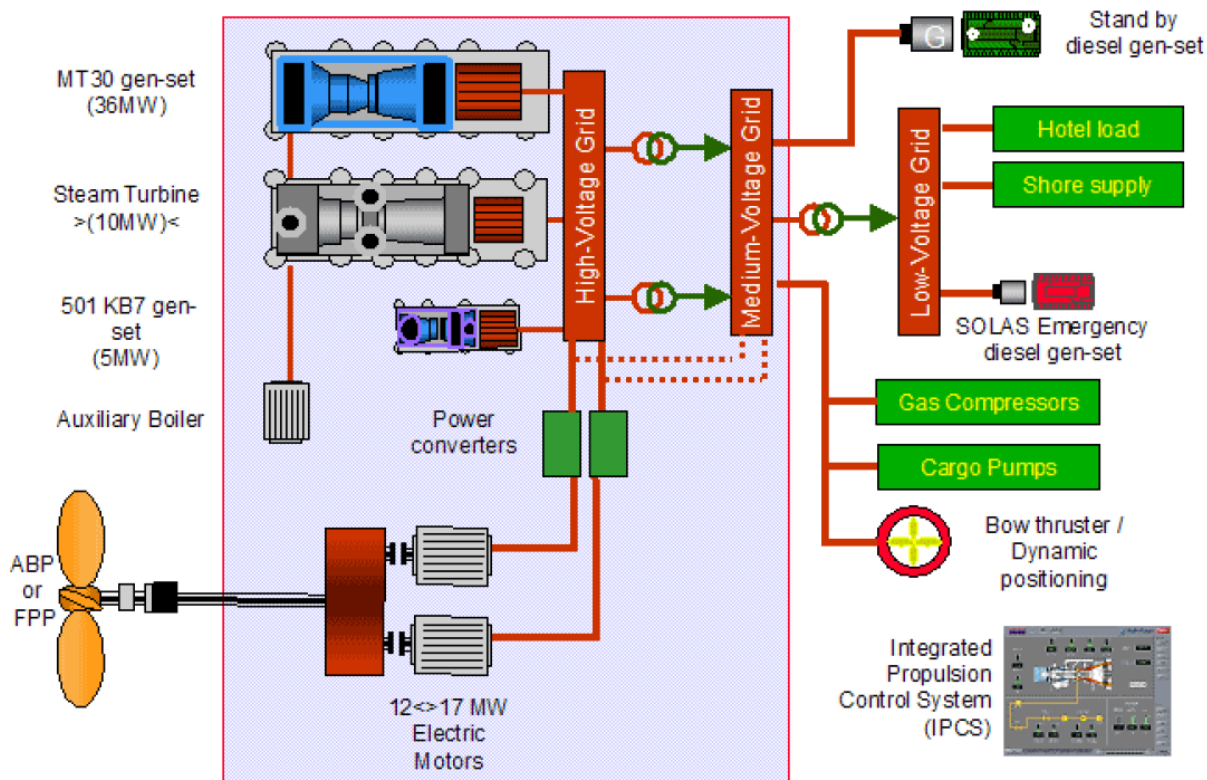 MT30 gen-set
(36MW)
Steam Turbine
>(10MW)<
501 KB7 gen-
set
(5MW)
Auxiliary Boiler
ABP
or
FPP
High-Voltage Grid
Medium-Voltage Grid
Low-Voltage Grid
Power
converters
12<>17 MW
Electric
Motors
G
Stand by
diesel gen-set
Hotel load
Shore supply
SOLAS Emergency
diesel gen-set
Gas Compressors
Cargo Pumps
Bow thruster /
Dynamic
positioning
Integrated
Propulsion
Control System
(IPCS)